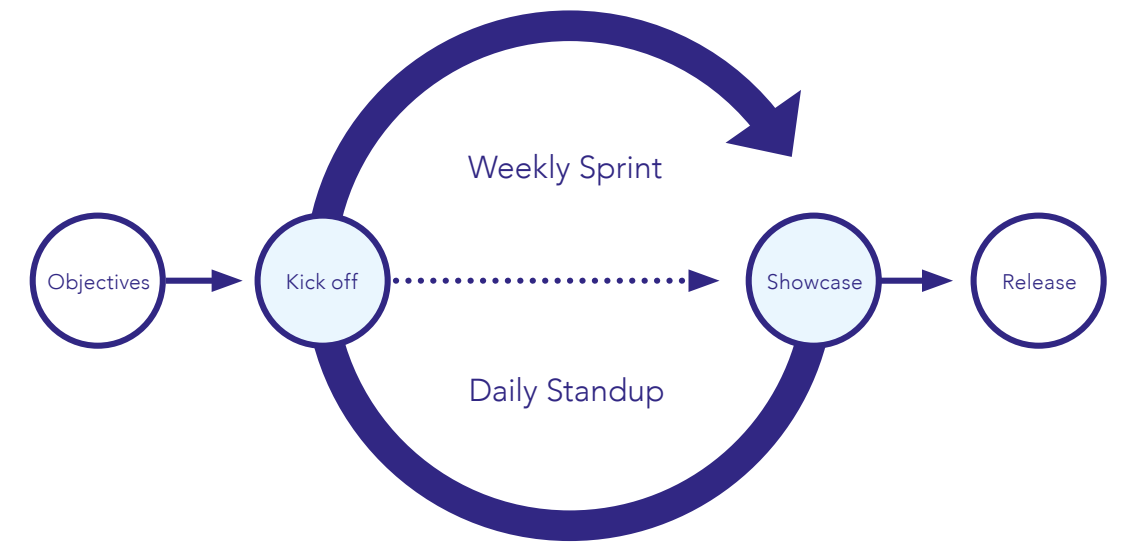 Weekly Sprint
Objectives
Kick off
Showcase
Release
Daily Standup